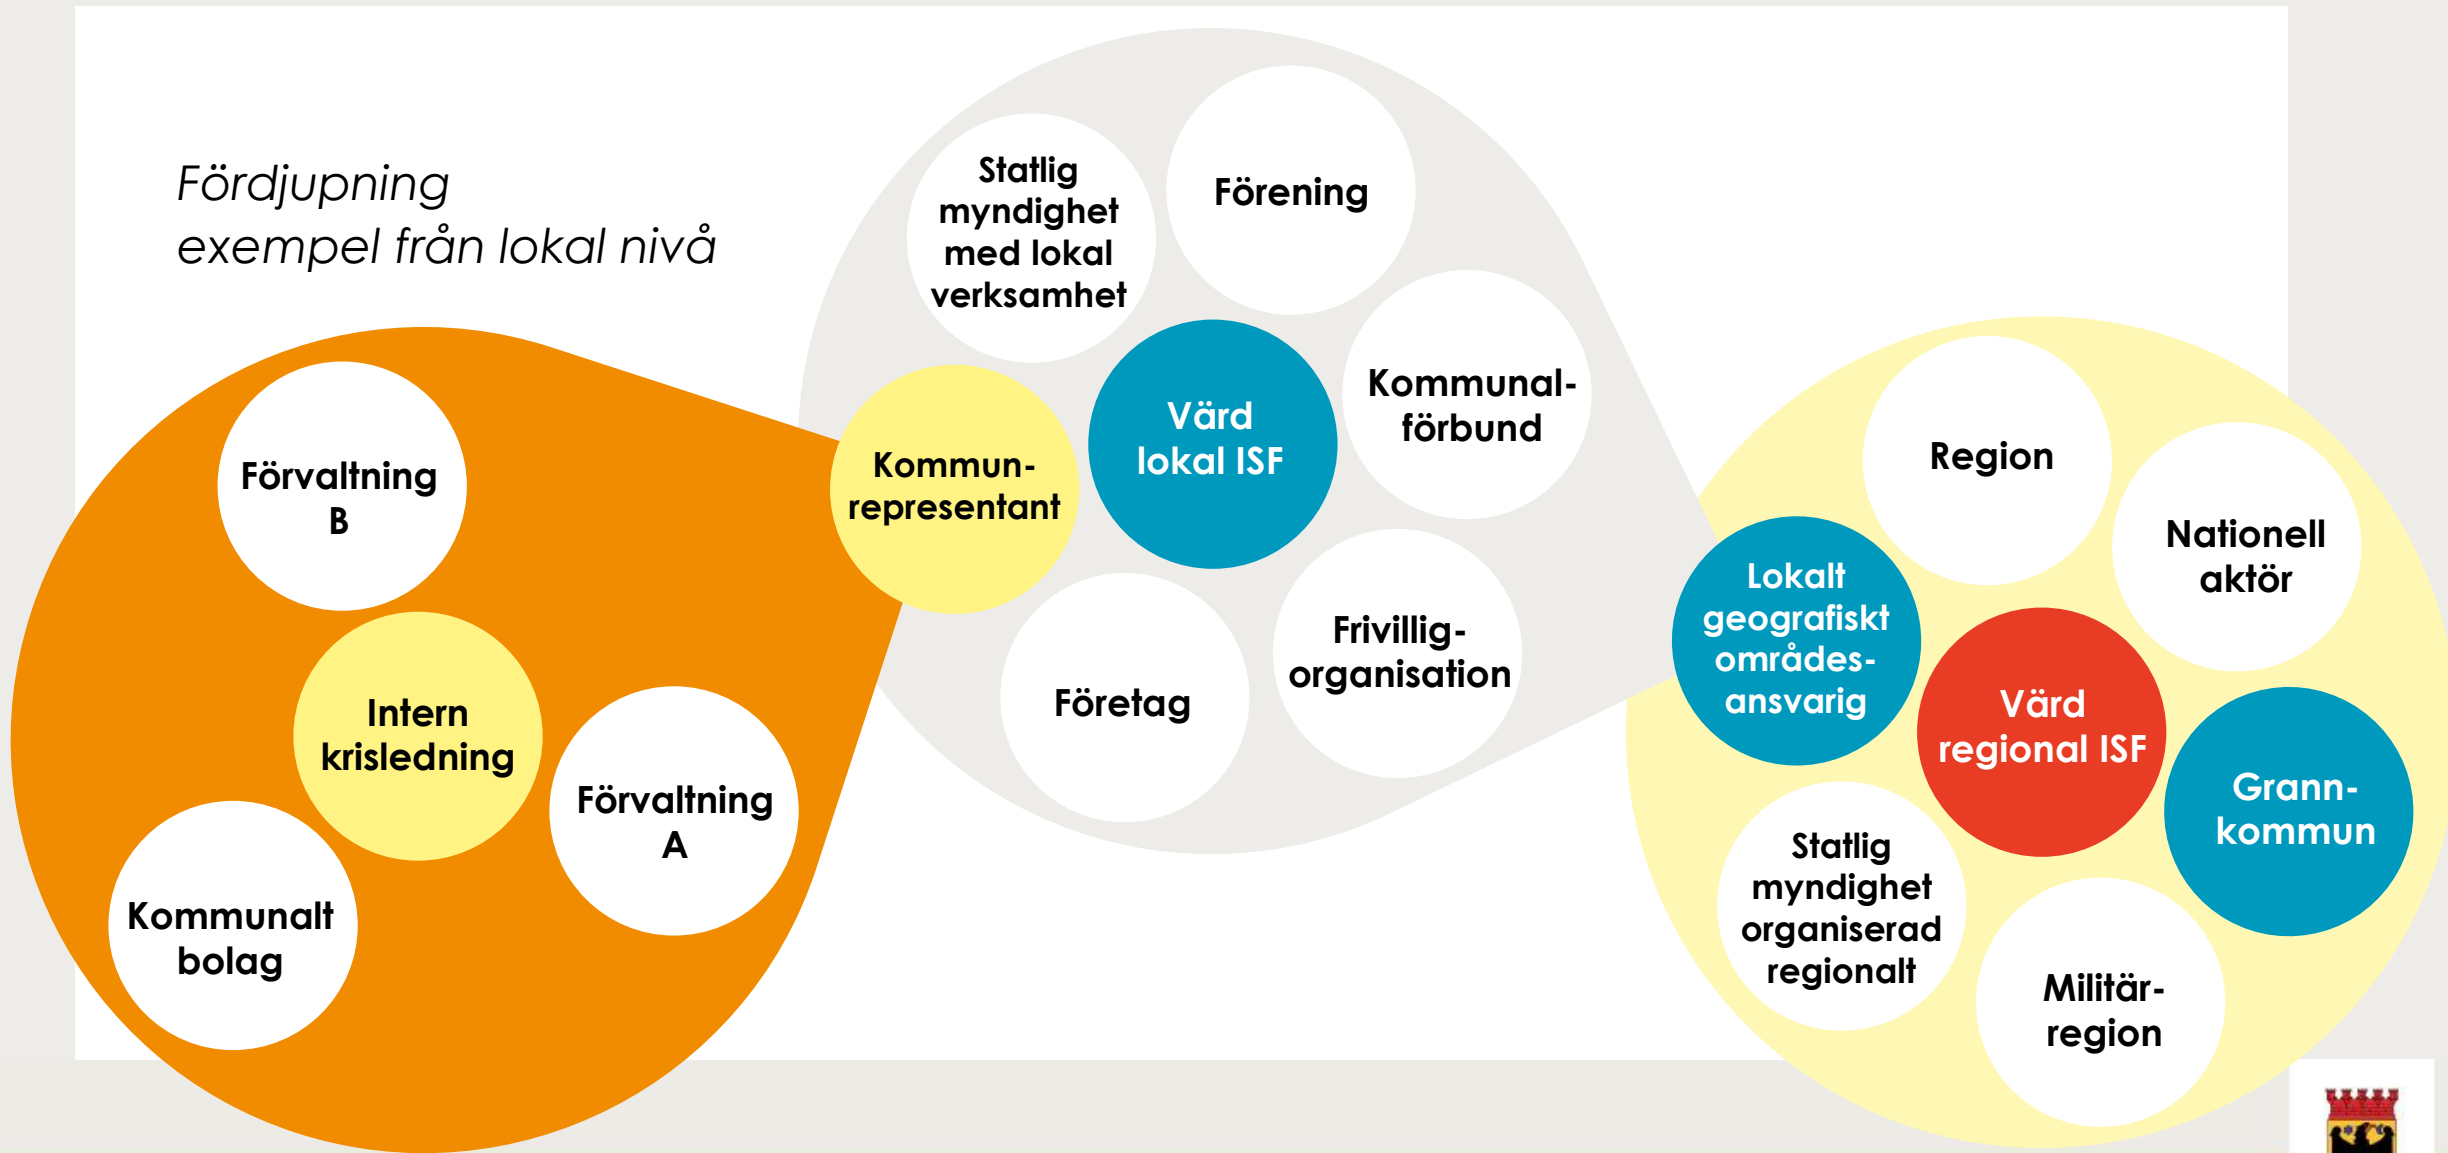 Fördjupning
exempel från lokal nivå
Förvaltning
B
Intern
krisledning
Förvaltning
A
Kommunalt
bolag
Statlig
myndighet
med lokal
verksamhet
Förening
Kommunal-
förbund
Värd
lokal ISF
Kommun-
representant
Frivillig-
organisation
Företag
Region
Nationell
aktör
Lokalt
geografiskt
områdes-
ansvarig
Värd
regional ISF
Grann-
kommun
Statlig
myndighet
organiserad
regionalt
Militär-
region